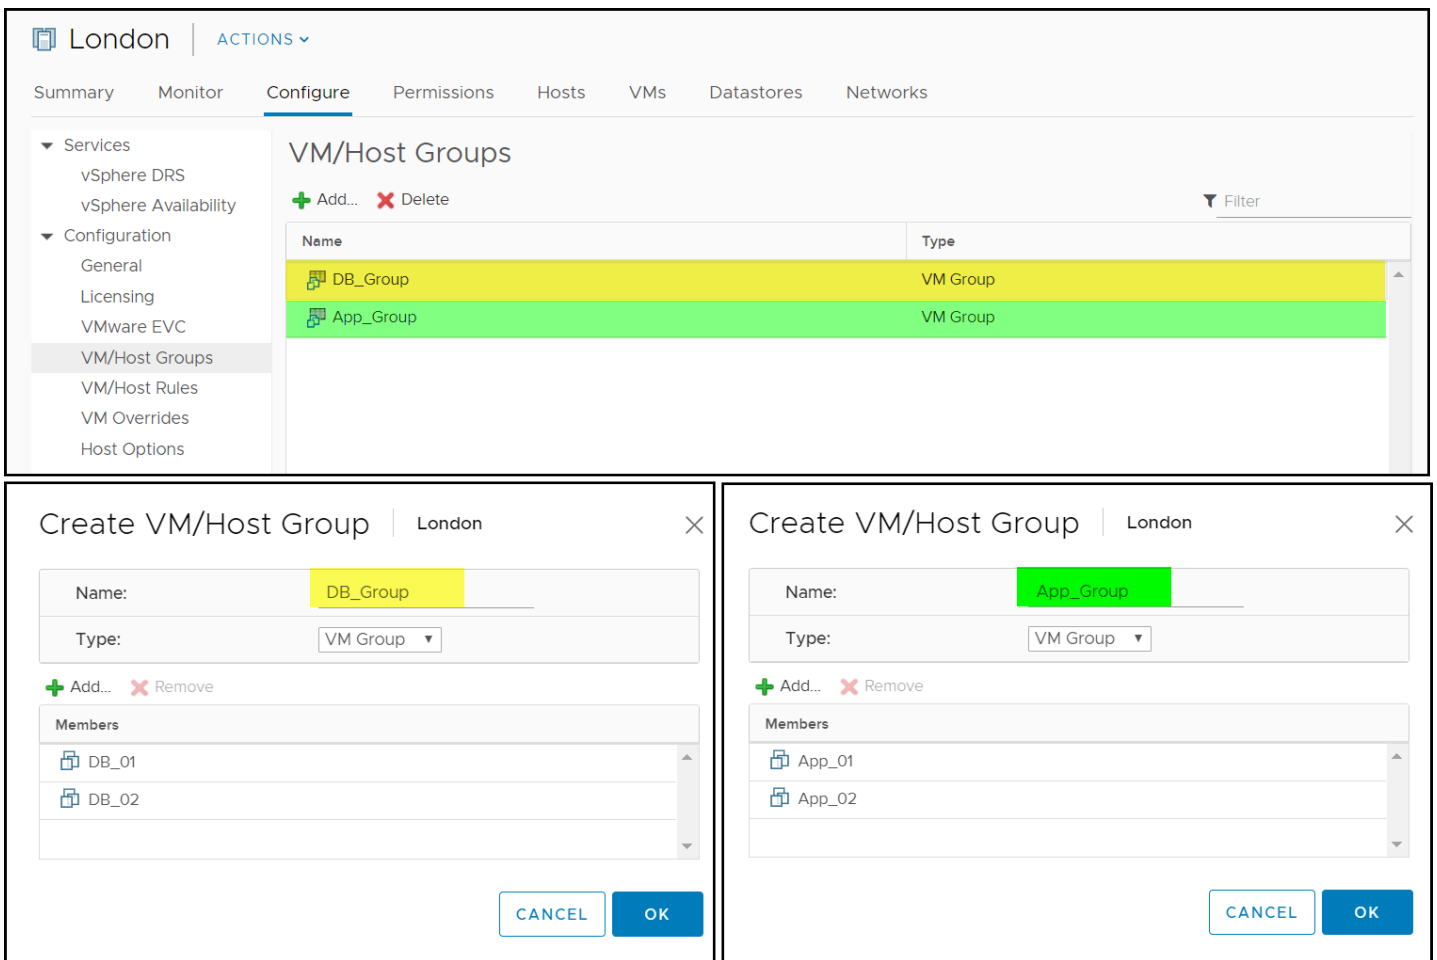 London ACTIONS
Summary Monitor Configure Permissions Hosts VMs Datastores Networks
Services
vSphere DRS
vSphere Availability
Configuration
General
Licensing
VMware EVC
VM/Host Groups
VM/Host Rules
VM Overrides
Host Options
VM/Host Groups
Add... Delete Filter
Name Type
DB_Group VM Group
App_Group VM Group
Create VM/Host Group London
Name: DB_Group
Type: VM Group
Add... Remove
Members
DB_01
DB_02
CANCEL OK
Create VM/Host Group London
Name: App_Group
Type: VM Group
Add... Remove
Members
App_01
App_02
CANCEL OK